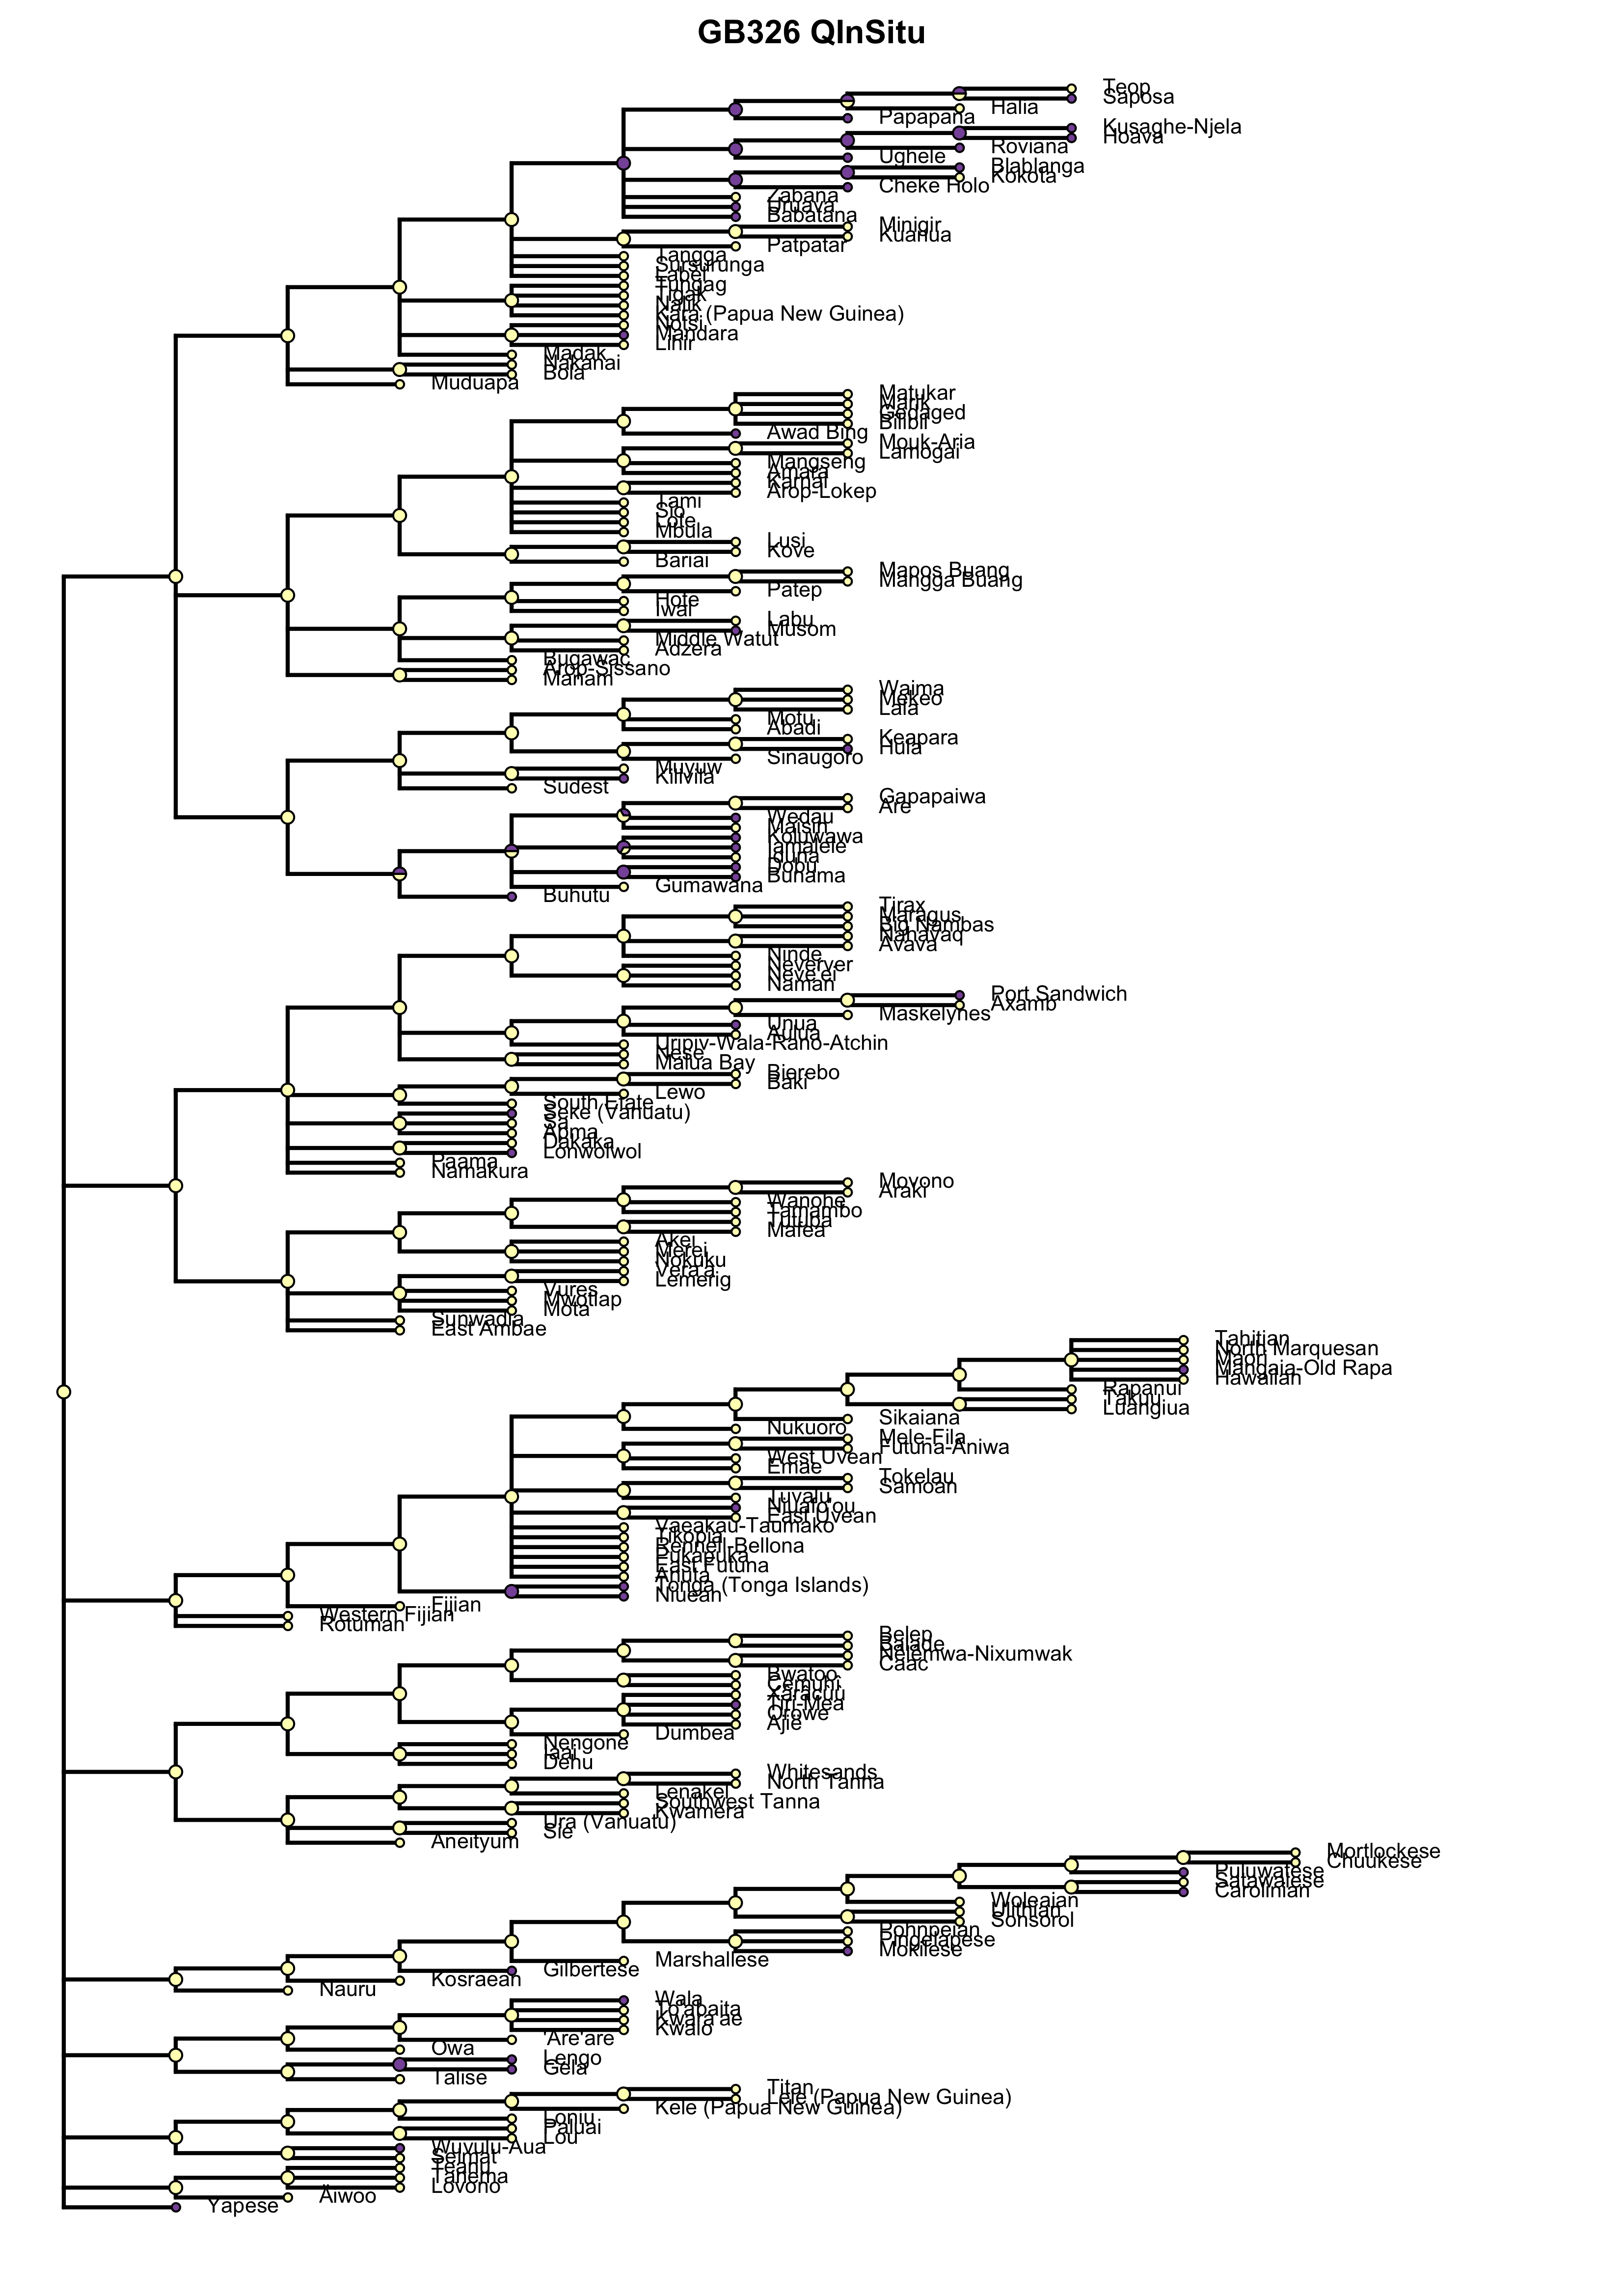 GB326 QInSitu
Teop
Saposa
Halia
Papapana
Kusaghe-Njela
Hoava
Roviana
Ughele
Blablanga
Kokota
Cheke Holo
Zabana
Uruava
Babatana
Minigir
Kuanua
Patpatar
Tangga
Sursurunga
Label
Tungag
Tigak
Nalik
Kara (Papua New Guinea)
Notsi
Mandara
Lihir
Madak
Nakanai
Bola
Muduapa
Matukar
Marik
Gedaged
Bilibil
Awad Bing
Mouk-Aria
Lamogai
Mangseng
Amara
Karnai
Arop-Lokep
Tami
Sio
Lote
Mbula
Lusi
Kove
Bariai
Mapos Buang
Mangga Buang
Patep
Hote
Iwal
Labu
Musom
Middle Watut
Adzera
Bugawac
Arop-Sissano
Manam
Waima
Mekeo
Lala
Motu
Abadi
Keapara
Hula
Sinaugoro
Muyuw
Kilivila
Sudest
Gapapaiwa
Are
Wedau
Maisin
Koluwawa
Iamalele
Iduna
Dobu
Bunama
Gumawana
Buhutu
Tirax
Maragus
Big Nambas
Nahavaq
Avava
Ninde
Neverver
Neve'ei
Naman
Port Sandwich
Axamb
Maskelynes
Unua
Aulua
Uripiv-Wala-Rano-Atchin
Nese
Malua Bay
Bierebo
Baki
Lewo
South Efate
Seke (Vanuatu)
Sa
Apma
Dakaka
Lonwolwol
Paama
Namakura
Movono
Araki
Wanohe
Tamambo
Tutuba
Mafea
Akei
Merei
Nokuku
Vera'a
Lemerig
Vures
Mwotlap
Mota
Sunwadia
East Ambae
Tahitian
North Marquesan
Maori
Mangaia-Old Rapa
Hawaiian
Rapanui
Takuu
Luangiua
Sikaiana
Nukuoro
Mele-Fila
Futuna-Aniwa
West Uvean
Emae
Tokelau
Samoan
Tuvalu
Niuafo'ou
East Uvean
Vaeakau-Taumako
Tikopia
Rennell-Bellona
Pukapuka
East Futuna
Anuta
Tonga (Tonga Islands)
Niuean
Fijian
Western Fijian
Rotuman
Belep
Balade
Nelemwa-Nixumwak
Caac
Bwatoo
Cemuhî
Xârâcùù
Tiri-Mea
Orowe
Ajië
Dumbea
Nengone
Iaai
Dehu
Whitesands
North Tanna
Lenakel
Southwest Tanna
Kwamera
Ura (Vanuatu)
Sie
Aneityum
Mortlockese
Chuukese
Puluwatese
Satawalese
Carolinian
Woleaian
Ulithian
Sonsorol
Pohnpeian
Pingelapese
Mokilese
Marshallese
Gilbertese
Kosraean
Nauru
Wala
To'abaita
Kwara'ae
Kwaio
'Are'are
Owa
Lengo
Gela
Talise
Titan
Lele (Papua New Guinea)
Kele (Papua New Guinea)
Loniu
Paluai
Lou
Wuvulu-Aua
Seimat
Teanu
Tanema
Lovono
Äiwoo
Yapese